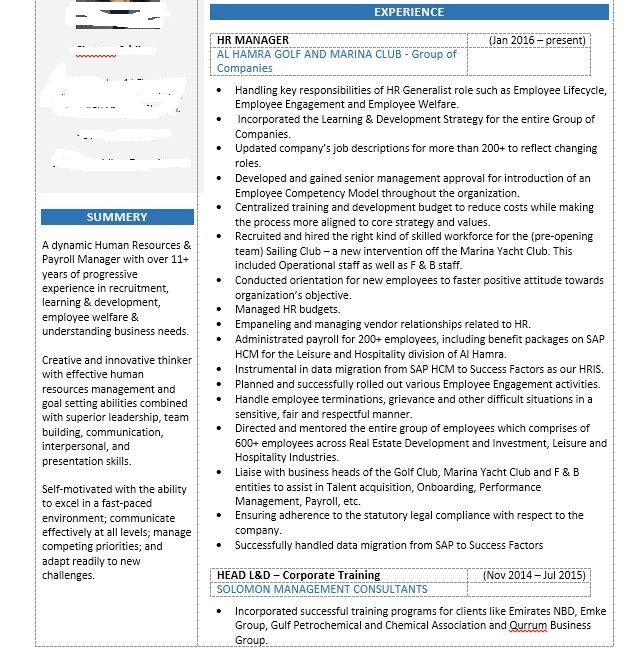 SUMMERY
A dynamic Human Resources &
Payroll Manager with over 11+
years of progressive
experience in recruitment,
learning & development,
employee welfare &
understanding business needs.
Creative and innovative thinker
with effective human
resources management and
goal setting abilities combined
with superior leadership, team
building, communication,
interpersonal, and
presentation skills.
Self-motivated with the ability
to excel in a fast-paced
environment; communicate
effectively at all levels; manage
competing priorities; and
adapt readily to new
challenges.
EXPERIENCE
HR MANAGER (Jan 2016 – present)
AL HAMRA GOLF AND MARINA CLUB - Group of
Companies
• Handling key responsibilities of HR Generalist role such as Employee Lifecycle,
Employee Engagement and Employee Welfare.
• Incorporated the Learning & Development Strategy for the entire Group of
Companies.
• Updated company's job descriptions for more than 200+ to reflect changing
roles.
• Developed and gained senior management approval for introduction of an
Employee Competency Model throughout the organization.
• Centralized training and development budget to reduce costs while making
the process more aligned to core strategy and values.
• Recruited and hired the right kind of skilled workforce for the (pre-opening
team) Sailing Club – a new intervention off the Marina Yacht Club. This
included Operational staff as well as F & B staff.
• Conducted orientation for new employees to faster positive attitude towards
organization's objective.
• Managed HR budgets.
• Empaneling and managing vendor relationships related to HR.
• Administrated payroll for 200+ employees, including benefit packages on SAP
HCM for the Leisure and Hospitality division of Al Hamra.
• Instrumental in data migration from SAP HCM to Success Factors as our HRIS.
• Planned and successfully rolled out various Employee Engagement activities.
• Handle employee terminations, grievance and other difficult situations in a
sensitive, fair and respectful manner.
• Directed and mentored the entire group of employees which comprises of
600+ employees across Real Estate Development and Investment, Leisure and
Hospitality Industries.
• Liaise with business heads of the Golf Club, Marina Yacht Club and F & B
entities to assist in Talent acquisition, Onboarding, Performance
Management, Payroll, etc.
• Ensuring adherence to the statutory legal compliance with respect to the
company.
• Successfully handled data migration from SAP to Success Factors
HEAD L&D – Corporate Training (Nov 2014 – Jul 2015)
SOLOMON MANAGEMENT CONSULTANTS
• Incorporated successful training programs for clients like Emirates NBD, Emke
Group, Gulf Petrochemical and Chemical Association and Qurrum Business
Group.